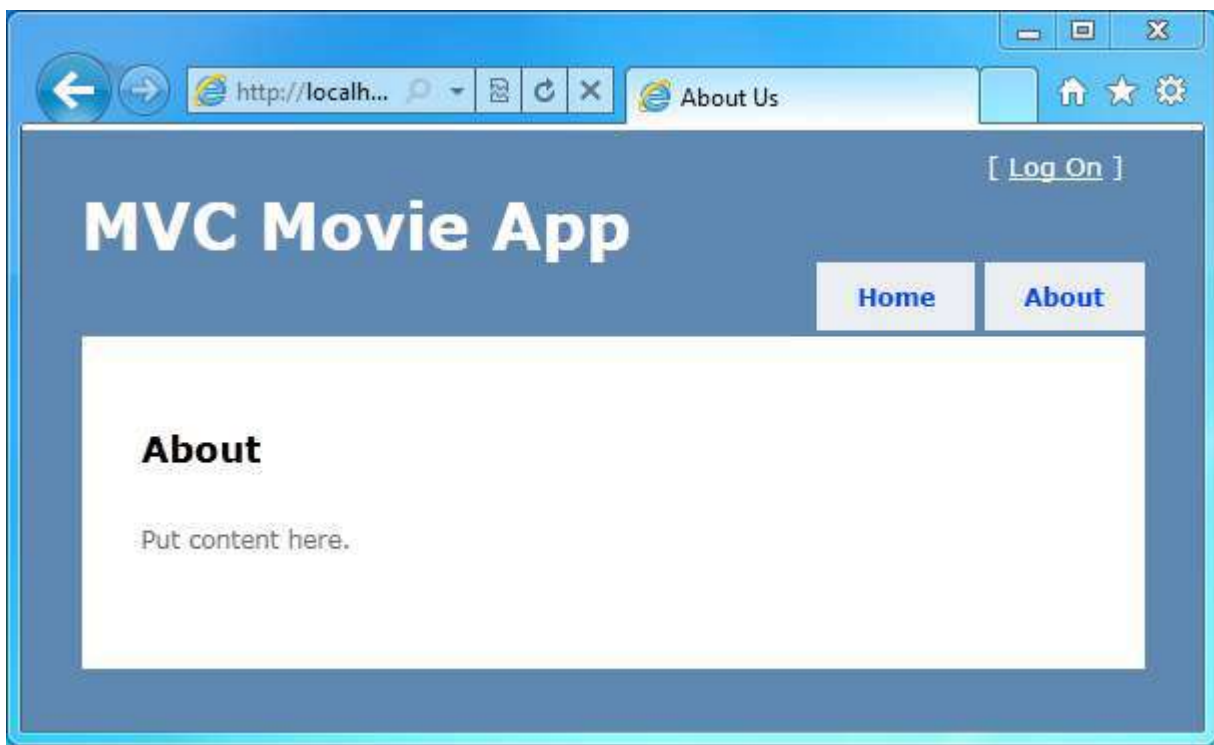 http://localh...
About Us
[ Log On ]
MVC Movie App
Home
About
About
Put content here.